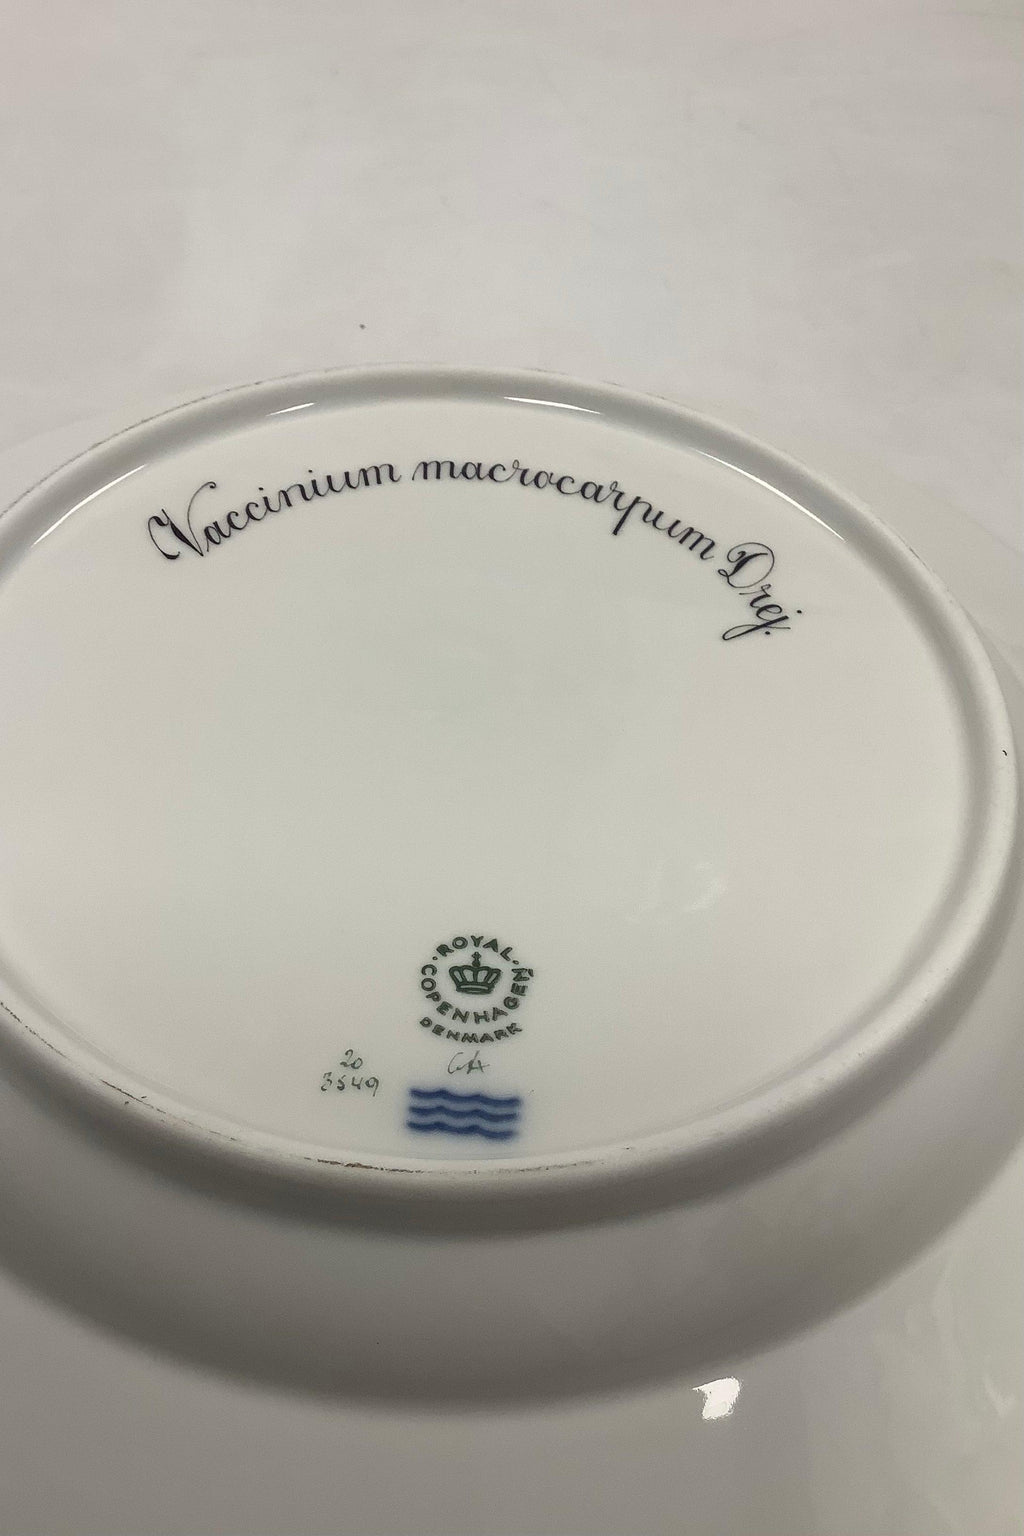 Vaccinium macrocarpum Drej.
ROYAL COPENHAGEN
DENMARK
20
3549